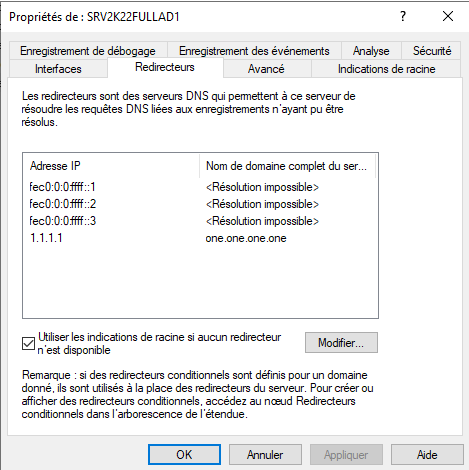 Propriétés de : SRV2K22FULLAD1
Enregistrement de débogage Enregistrement des événements Analyse Sécurité
Interfaces Redirecteurs Avancé Indications de racine
Les redirecteurs sont des serveurs DNS qui permettent à ce serveur de
résoudre les requêtes DNS liées aux enregistrements n'ayant pu être
résolus.
Adresse IP Nom de domaine complet du ser...
fec0:0:0:ffff::1 <Résolution impossible>
fec0:0:0:ffff::2 <Résolution impossible>
fec0:0:0:ffff::3 <Résolution impossible>
1.1.1.1 one.one.one.one
Utiliser les indications de racine si aucun redirecteur
n'est disponible
Modifier...
Remarque : si des redirecteurs conditionnels sont définis pour un domaine
donné, ils sont utilisés à la place des redirecteurs du serveur. Pour créer ou
afficher des redirecteurs conditionnels, accédez au nœud Redirecteurs
conditionnels dans l'arborescence de l'étendue.
OK Annuler Appliquer Aide